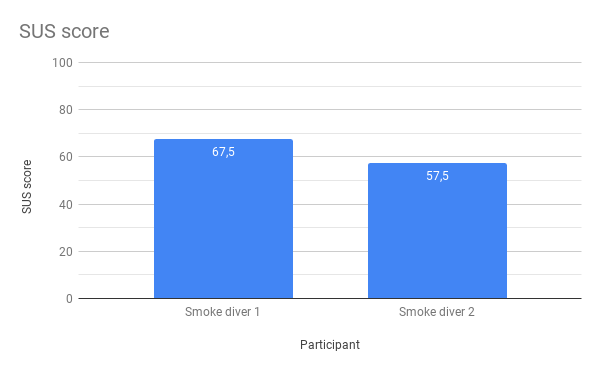 SUS score
100
80
60
40
20
0
SUS score
67,5
57,5
Smoke diver 1
Smoke diver 2
Participant